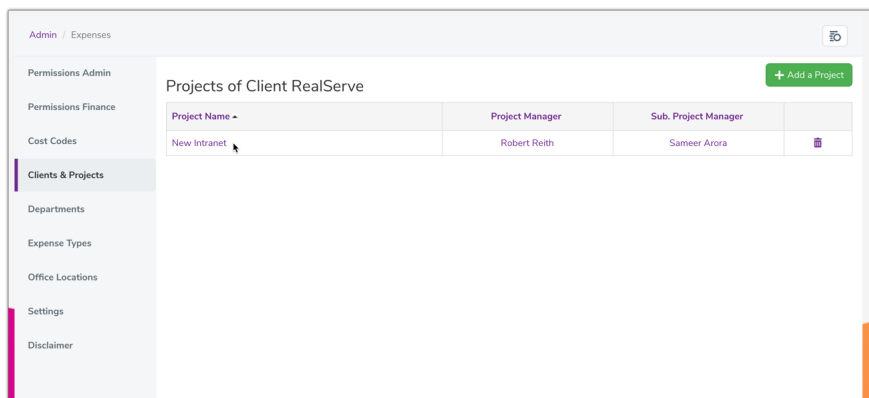 Admin / Expenses
Permissions Admin
Permissions Finance
Cost Codes
Clients & Projects
Departments
Expense Types
Office Locations
Settings
Disclaimer
Projects of Client RealServe
+ Add a Project
Project Name Project Manager Sub. Project Manager
New Intranet Robert Reith Sameer Arora